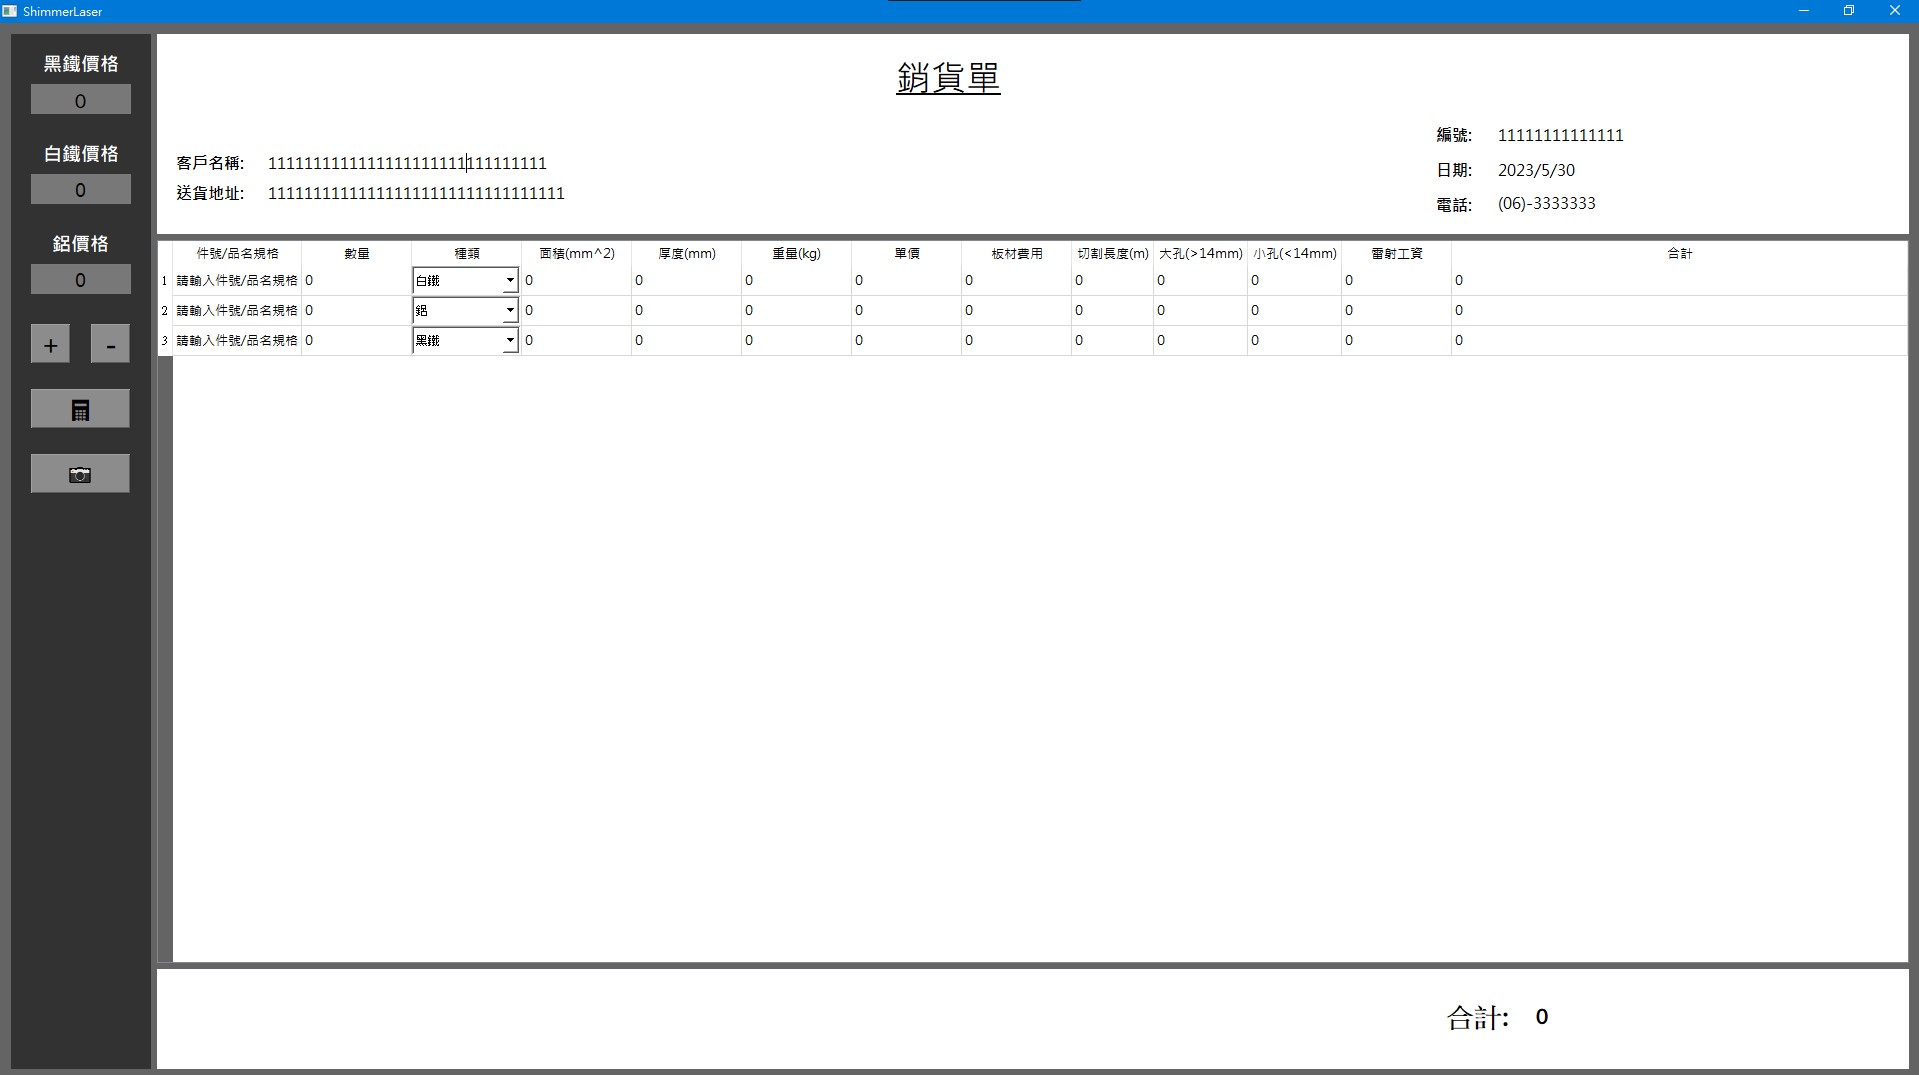 ShimmerLaser
黑鐵價格
0
白鐵價格
0
鋁價格
0
+ -
銷貨單
編號: 11111111111111
客戶名稱: 1111111111111111111111111111111
日期: 2023/5/30
送貨地址: 111111111111111111111111111111111
電話: (06)-3333333
件號/品名規格 數量 種類 面積(mm^2) 厚度(mm) 重量(kg) 單價 板材費用 切割長度(m) 大孔(>14mm) 小孔(<14mm) 雷射工資 合計
1 請輸入件號/品名規格 0 白鐵 0 0 0 0 0 0 0 0 0 0
2 請輸入件號/品名規格 0 鋁 0 0 0 0 0 0 0 0 0 0
3 請輸入件號/品名規格 0 黑鐵 0 0 0 0 0 0 0 0 0 0
合計: 0